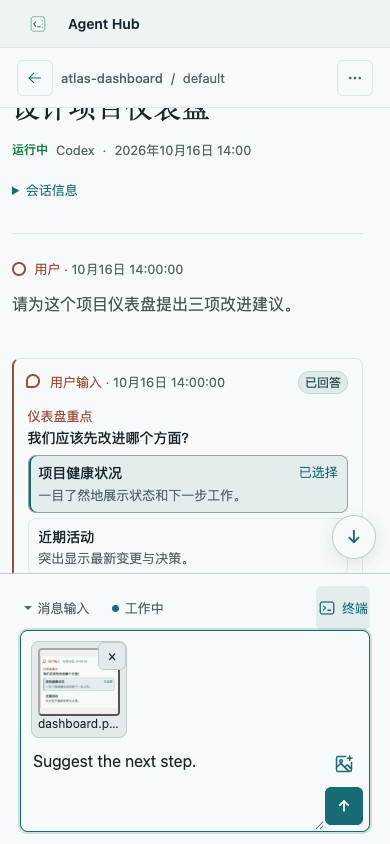 Agent Hub
atlas-dashboard / default
设计项目仪表盘
运行中 Codex · 2026年10月16日 14:00
会话信息
用户 · 10月16日 14:00:00
请为这个项目仪表盘提出三项改进建议。
用户输入 · 10月16日 14:00:00 已回答
仪表盘重点
我们应该先改进哪个方面?
项目健康状况 已选择
一目了然地展示状态和下一步工作。
近期活动
突出显示最新变更与决策。
消息输入 工作中 终端
dashboard.p...
Suggest the next step.